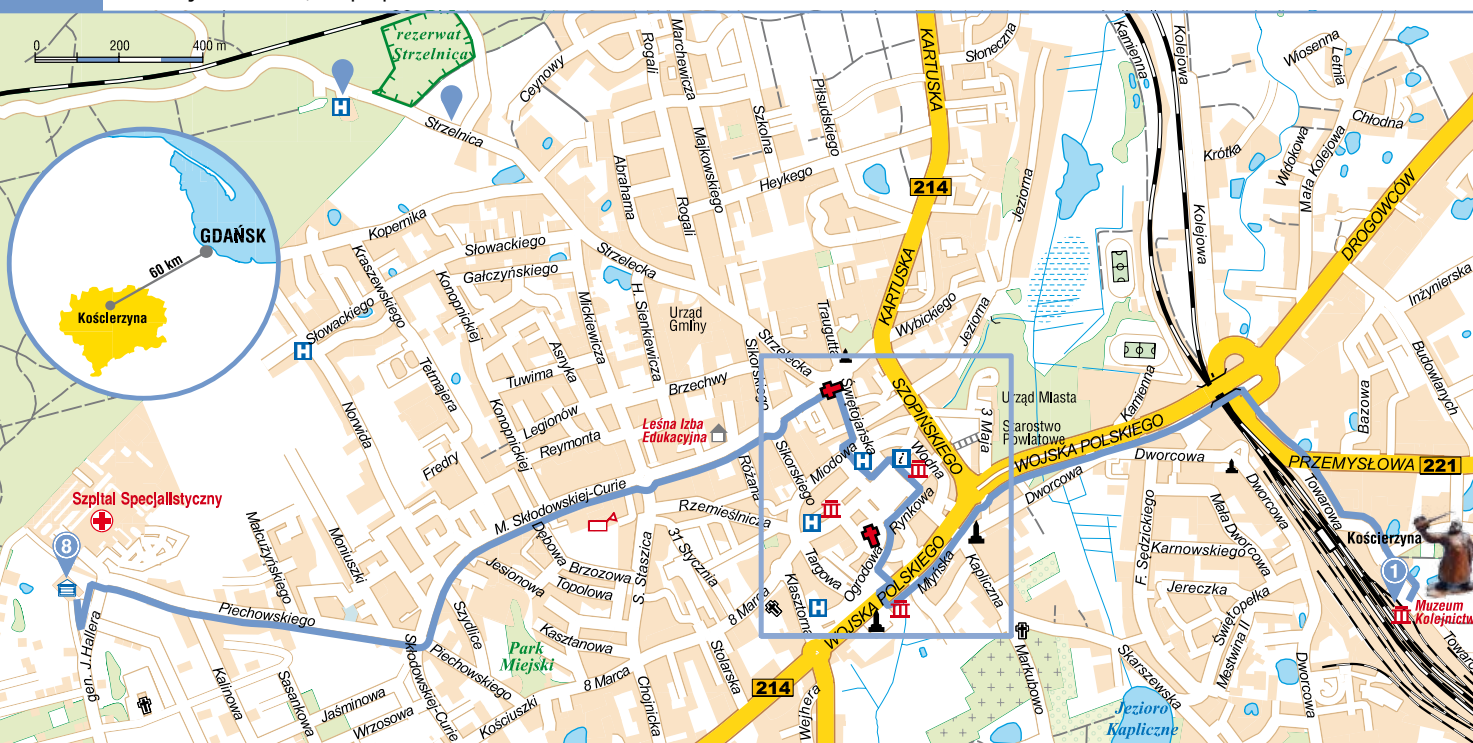 0 200 400 m
rezerwat
Strzelnica
Ceynowy
Rogali
Marchewicza
Słoneczna
KARTUSKA
Kamienna
Kolejowa
Wiosenna
Letnia
Strzelnica
Szkolna
Piłsudskiego
Majkowskiego
Chłodna
Krótka
Widokowa
Mała Kolejowa
Abrahama
Rogali
Heykego
214
Jeziorna
Kolejowa
DROGOWCÓW
GDAŃSK
60 km
Kościerzyna
Kopernika
Słowackiego
Gałczyńskiego
Strzelecka
Kraszewskiego
Konopnickiej
Mickiewicza
H. Sienkiewicza
KARTUSKA
Inżynierska
Słowackiego
Urząd
Gminy
Traugutta
Wybickiego
Jeziorna
Strzelecka
Sikorskiego
Asnyka
Tuwima
Tetmajera
Brzechwy
Budowlanych
Bazowa
Norwida
Konopnickiej
Legionów
Reymonta
Fredry
Leśna Izba
Edukacyjna
Świętojańska
SZOPIŃSKIEGO
Urząd Miasta
Starostwo
Powiatowe
3 Maja
Kamienna
WOJSKA POLSKIEGO
Sikorskiego
Miodowa
Wodna
i
Różana
Dworcowa
Dworcowa
PRZEMYSŁOWA
221
Szpital Specjalistyczny
M. Skłodowskiej-Curie
Rzemieślnicza
Rynkowa
Towarowa
Dworcowa
Mała Dworcowa
F. Sędzickiego
Małczużyńskiego
Moniuszki
Dębowa
31 Stycznia
S. Staszica
Targowa
Ogrodowa
WOJSKA POLSKIEGO
Młyńska
Kapliczna
Karnowskiego
Jereczka
Kościerzyna
8
1
Jesionowa
Brzozowa
Topolowa
8 Marca
Klasztorna
Świętopełka
Mestwina II
Muzeum
Kolejnictw
gen. J. Hallera
Piechowskiego
Szydlice
Kasztanowa
Park
Miejski
Piechowskiego
Skłodowskiej-Curie
8 Marca
Stolarska
Chojnicka
Markubowo
Skarszewska
Dworcowa
Kalinowa
Sasankowa
Jaśminowa
Wrzosowa
Kościuszki
214
Wejhera
Jezioro
Kapliczne
H
H
H
H
H
H